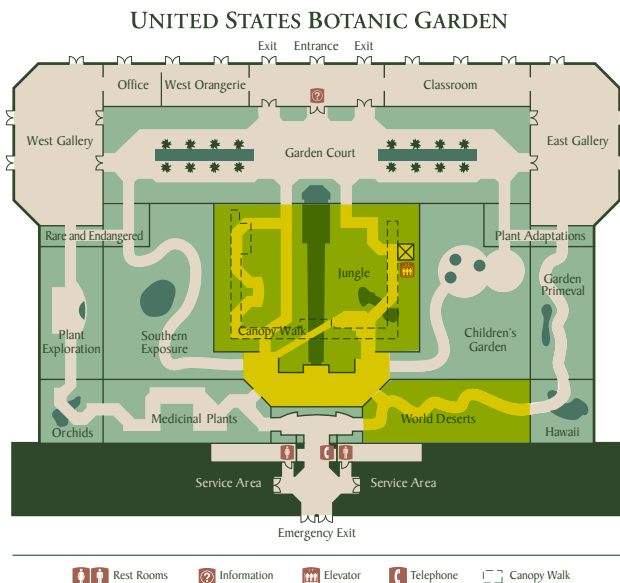 UNITED STATES BOTANIC GARDEN
Exit Entrance Exit
Office West Orangerie Classroom
West Gallery East Gallery
Garden Court
Rare and Endangered Plant Adaptations
Jungle
Garden
Primeval
Canopy Walk
Plant
Exploration
Southern
Exposure
Children's
Garden
Medicinal Plants World Deserts
Orchids Hawaii
Service Area Service Area
Emergency Exit
Rest Rooms ? Information Elevator Telephone Canopy Walk